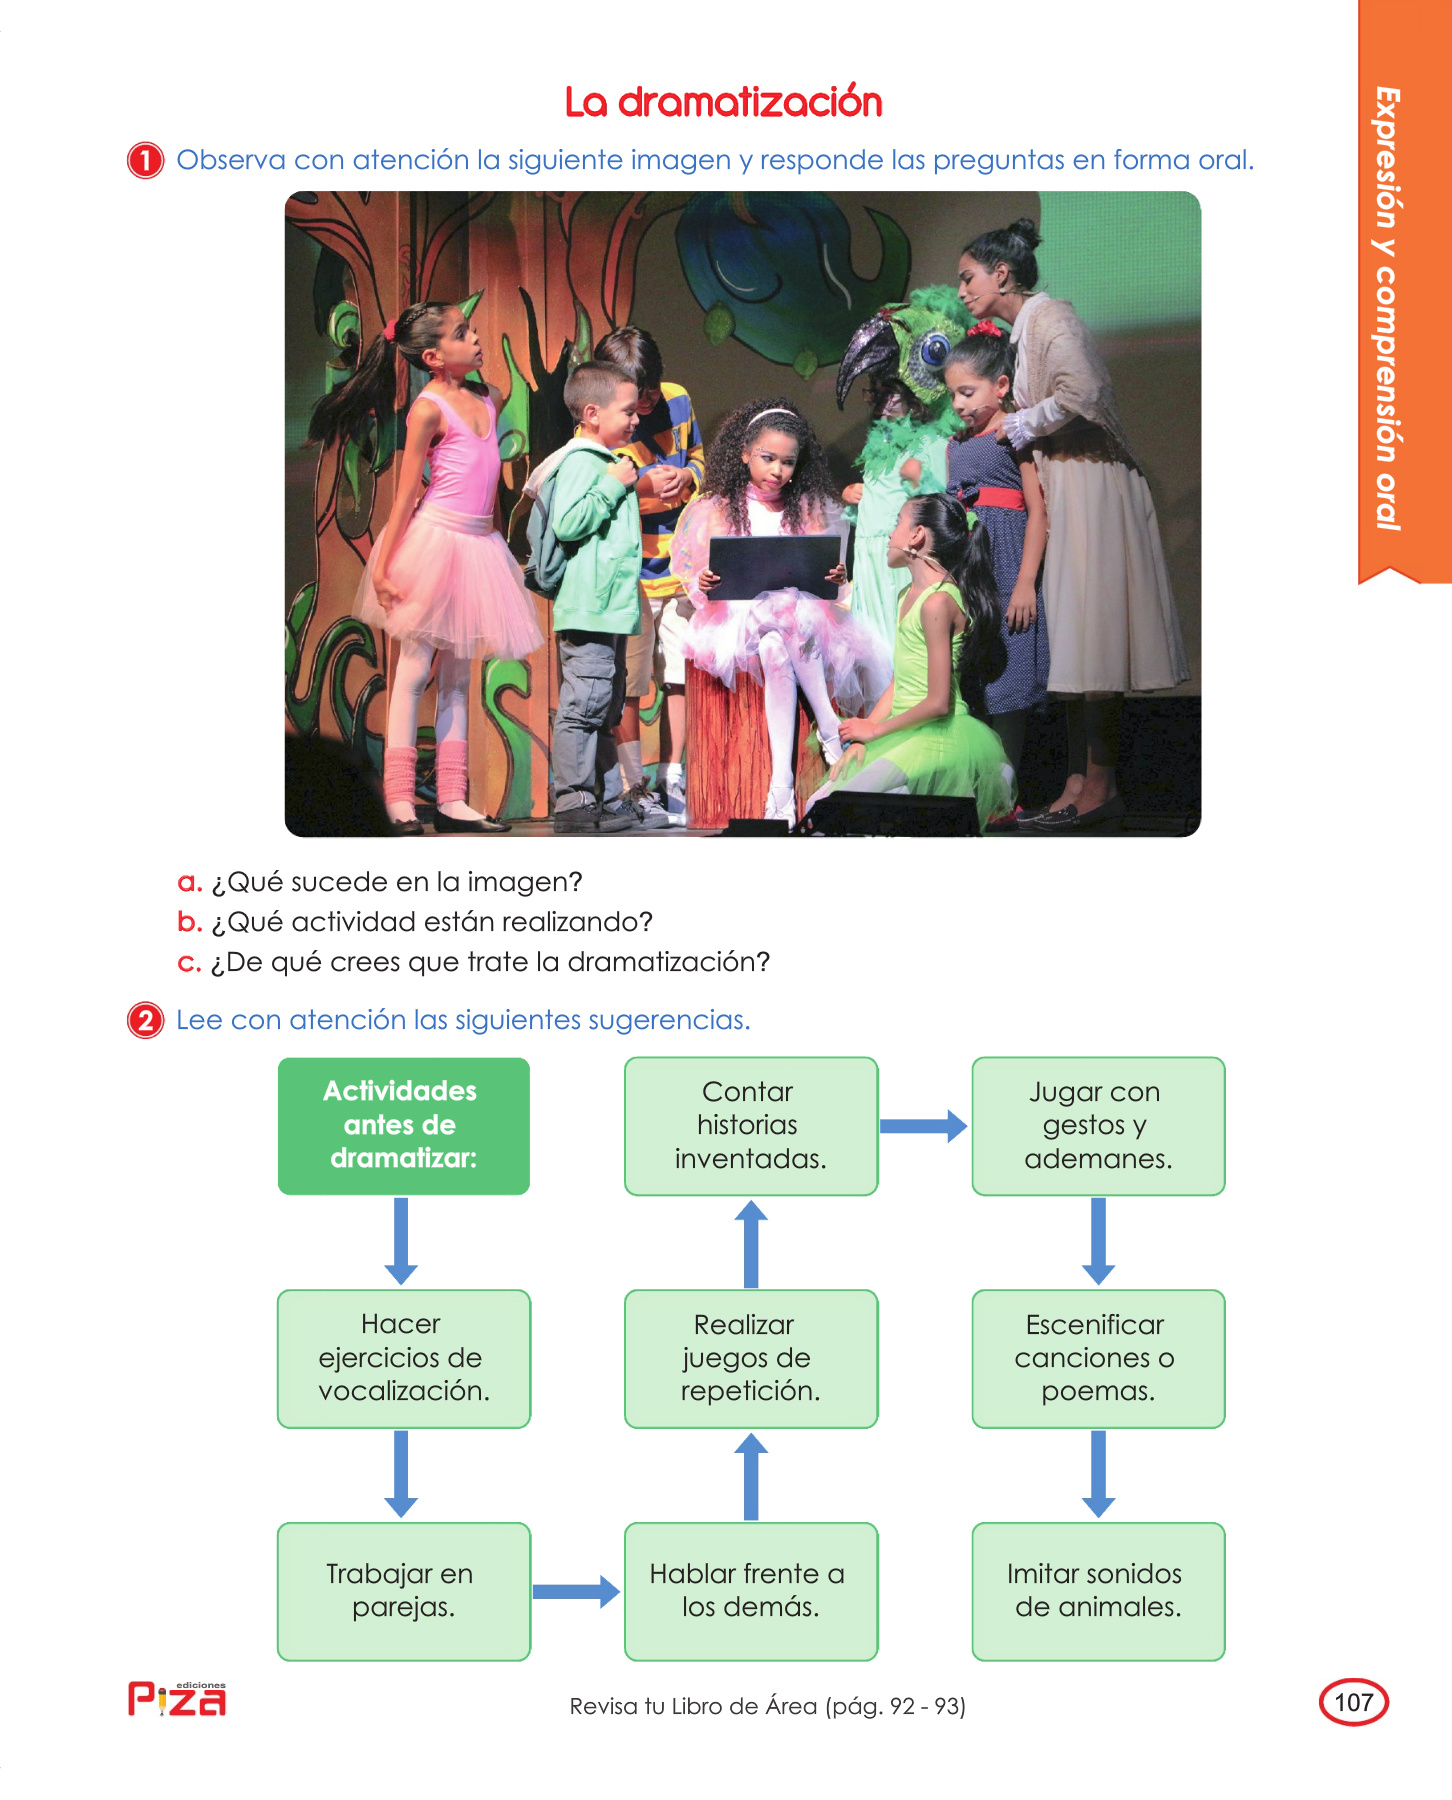 La dramatización
1 Observa con atención la siguiente imagen y responde las preguntas en forma oral.
Expresión y comprensión oral
a. ¿Qué sucede en la imagen?
b. ¿Qué actividad están realizando?
c. ¿De qué crees que trate la dramatización?
2 Lee con atención las siguientes sugerencias.
Actividades
antes de
dramatizar:
Hacer
ejercicios de
vocalización.
Trabajar en
parejas.
Hablar frente a
los demás.
Realizar
juegos de
repetición.
Contar
historias
inventadas.
Jugar con
gestos y
ademanes.
Escenificar
canciones o
poemas.
Imitar sonidos
de animales.
ediciones
Piza
Revisa tu Libro de Área (pág. 92 - 93)
107